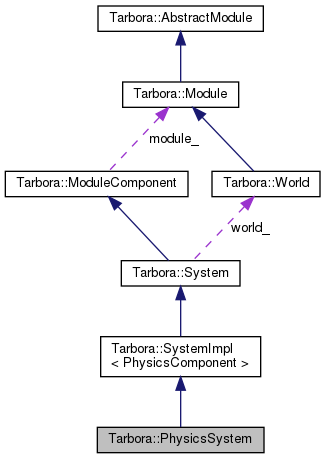 Tarbora::AbstractModule
Tarbora::Module
module_
Tarbora::ModuleComponent
Tarbora::World
world_
Tarbora::System
Tarbora::SystemImpl
< PhysicsComponent >
Tarbora::PhysicsSystem